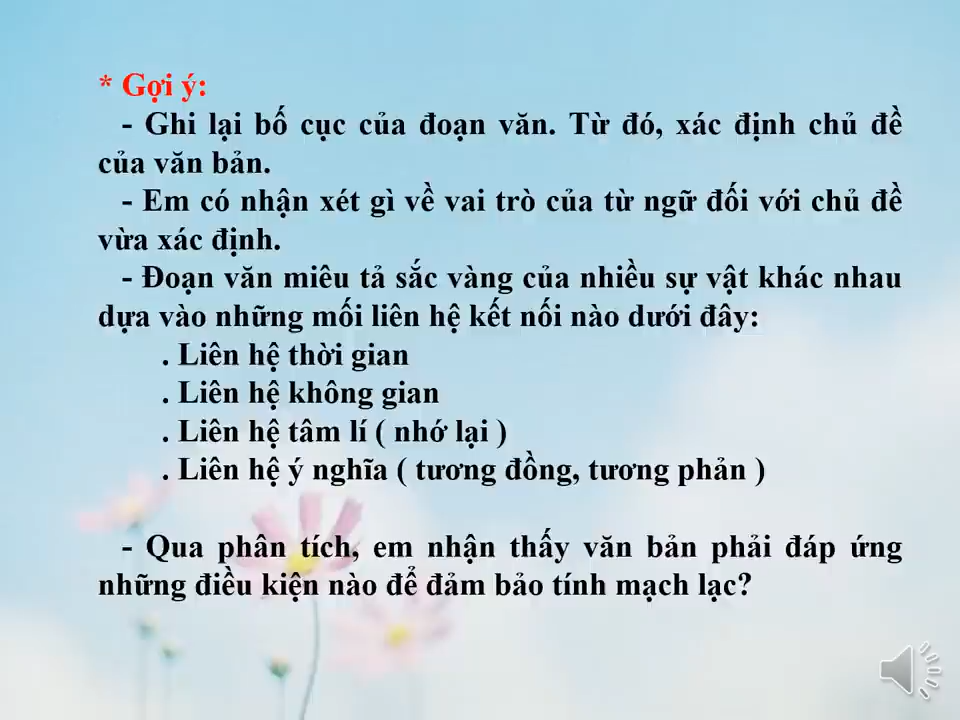 * Gợi ý:
- Ghi lại bố cục của đoạn văn. Từ đó, xác định chủ đề
của văn bản.
- Em có nhận xét gì về vai trò của từ ngữ đối với chủ đề
vừa xác định.
- Đoạn văn miêu tả sắc vàng của nhiều sự vật khác nhau
dựa vào những mối liên hệ kết nối nào dưới đây:
. Liên hệ thời gian
. Liên hệ không gian
. Liên hệ tâm lí ( nhớ lại )
. Liên hệ ý nghĩa ( tương đồng, tương phản )
- Qua phân tích, em nhận thấy văn bản phải đáp ứng
những điều kiện nào để đảm bảo tính mạch lạc?